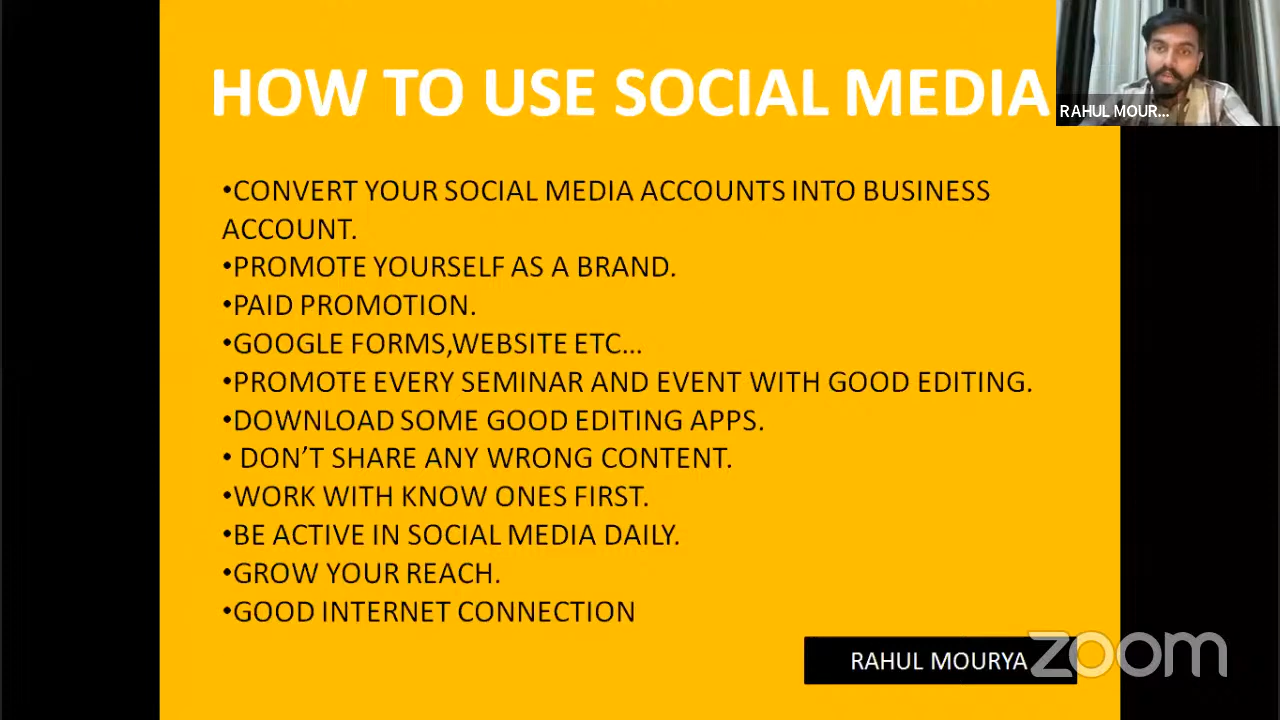 HOW TO USE SOCIAL MEDIA
RAHUL MOUR...
•CONVERT YOUR SOCIAL MEDIA ACCOUNTS INTO BUSINESS
ACCOUNT.
•PROMOTE YOURSELF AS A BRAND.
•PAID PROMOTION.
•GOOGLE FORMS,WEBSITE ETC...
•PROMOTE EVERY SEMINAR AND EVENT WITH GOOD EDITING.
•DOWNLOAD SOME GOOD EDITING APPS.
• DON’T SHARE ANY WRONG CONTENT.
•WORK WITH KNOW ONES FIRST.
•BE ACTIVE IN SOCIAL MEDIA DAILY.
•GROW YOUR REACH.
•GOOD INTERNET CONNECTION
RAHUL MOURYA
zoom